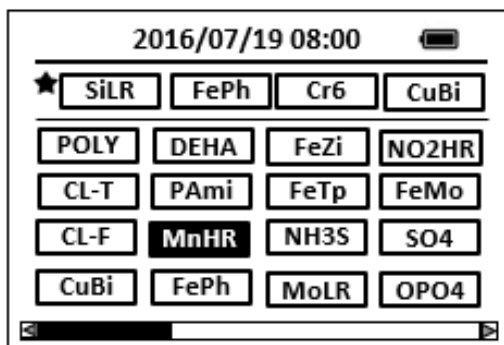 2016/07/19 08:00
SiLR FePh Cr6 CuBi
POLY DEHA FeZi NO2HR
CL-T PAmi FeTp FeMo
CL-F MnHR NH3S SO4
CuBi FePh MoLR OPO4